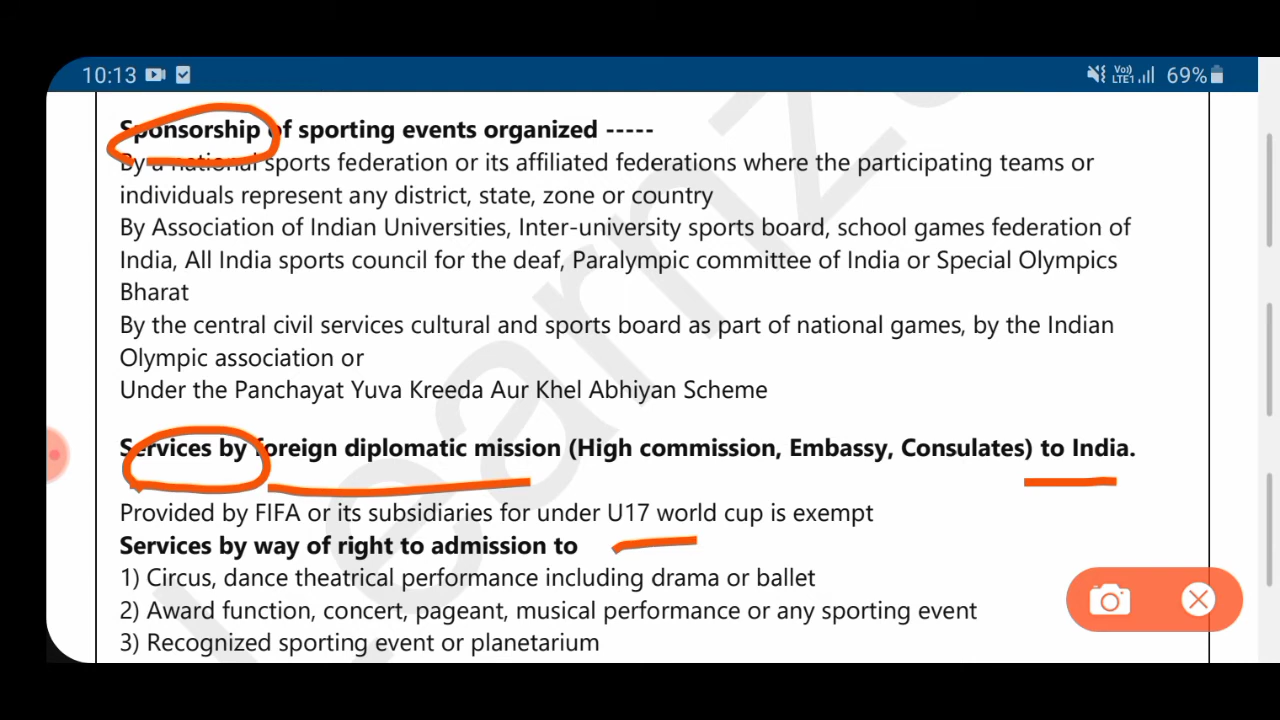 10:13 Vo) LTE1 69%
Sponsorship of sporting events organized -----
By a national sports federation or its affiliated federations where the participating teams or
individuals represent any district, state, zone or country
By Association of Indian Universities, Inter-university sports board, school games federation of
India, All India sports council for the deaf, Paralympic committee of India or Special Olympics
Bharat
By the central civil services cultural and sports board as part of national games, by the Indian
Olympic association or
Under the Panchayat Yuva Kreeda Aur Khel Abhiyan Scheme
Services by foreign diplomatic mission (High commission, Embassy, Consulates) to India.
Provided by FIFA or its subsidiaries for under U17 world cup is exempt
Services by way of right to admission to
1) Circus, dance theatrical performance including drama or ballet
2) Award function, concert, pageant, musical performance or any sporting event
3) Recognized sporting event or planetarium